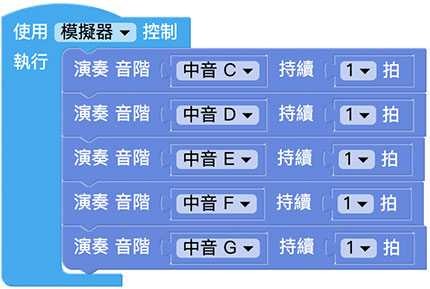 使用 模擬器 控制
執行 演奏 音階 中音 C 持續 1 拍
演奏 音階 中音 D 持續 1 拍
演奏 音階 中音 E 持續 1 拍
演奏 音階 中音 F 持續 1 拍
演奏 音階 中音 G 持續 1 拍